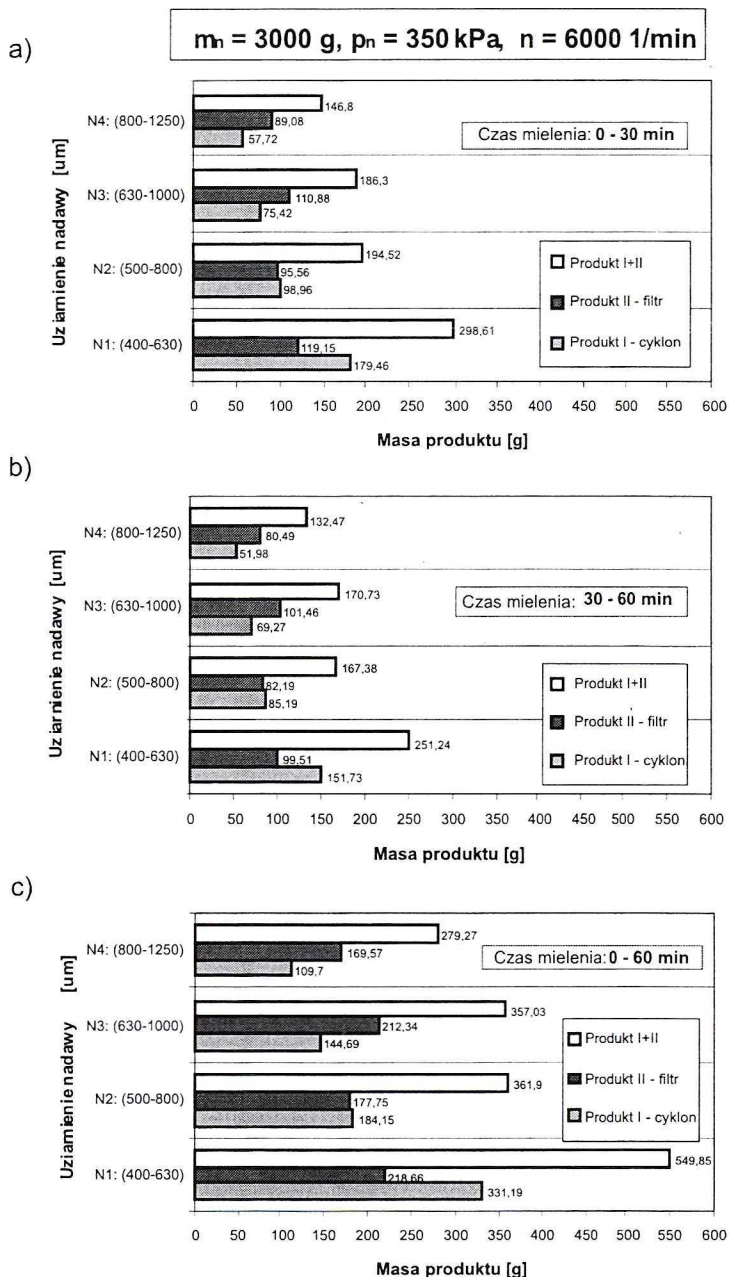 mn = 3000 g, pn = 350 kPa, n = 6000 1/min
a)
Uziarnienie nadawy [um]
N4: (800-1250)
146,8
89,08
57,72
Czas mielenia: 0 - 30 min
N3: (630-1000)
186,3
110,88
75,42
N2: (500-800)
194,52
95,56
98,96
N1: (400-630)
298,61
119,15
179,46
Produkt I+II
Produkt II - filtr
Produkt I - cyklon
0 50 100 150 200 250 300 350 400 450 500 550 600
Masa produktu [g]
b)
Uziarnienie nadawy [um]
N4: (800-1250)
132,47
80,49
51,98
Czas mielenia: 30 - 60 min
N3: (630-1000)
170,73
101,46
69,27
N2: (500-800)
167,38
82,19
85,19
N1: (400-630)
251,24
99,51
151,73
Produkt I+II
Produkt II - filtr
Produkt I - cyklon
0 50 100 150 200 250 300 350 400 450 500 550 600
Masa produktu [g]
c)
Uziarnienie nadawy [um]
N4: (800-1250)
279,27
169,57
109,7
Czas mielenia: 0 - 60 min
N3: (630-1000)
357,03
212,34
144,69
N2: (500-800)
361,9
177,75
184,15
N1: (400-630)
549,85
218,66
331,19
Produkt I+II
Produkt II - filtr
Produkt I - cyklon
0 50 100 150 200 250 300 350 400 450 500 550 600
Masa produktu [g]